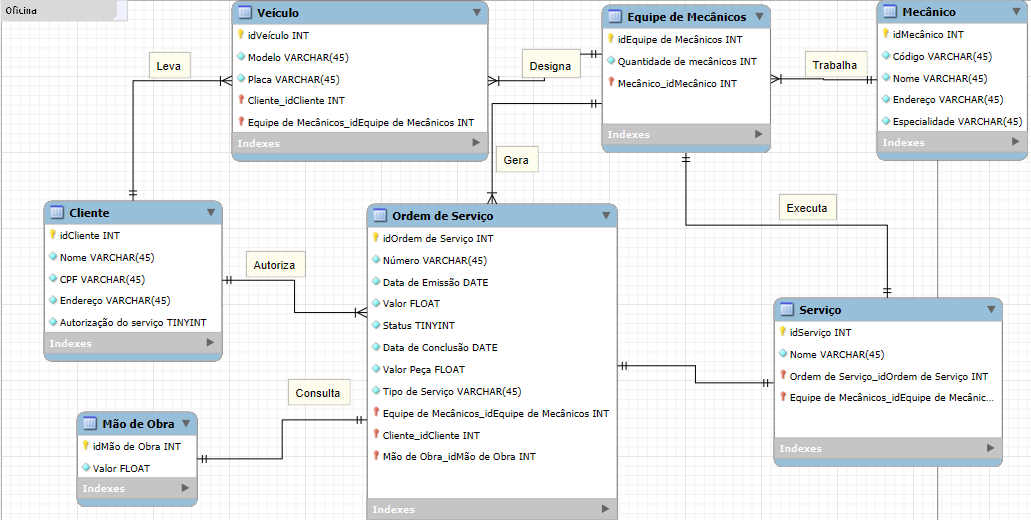 Oficina
Veículo
idVeículo INT
Modelo VARCHAR(45)
Placa VARCHAR(45)
Cliente_idCliente INT
Equipe de Mecânicos_idEquipe de Mecânicos INT
Indexes
Equipe de Mecânicos
idEquipe de Mecânicos INT
Quantidade de mecânicos INT
Mecânico_idMecânico INT
Indexes
Mecânico
idMecânico INT
Código VARCHAR(45)
Nome VARCHAR(45)
Endereço VARCHAR(45)
Especialidade VARCHAR(45)
Indexes
Leva
Designa
Trabalha
Gera
Executa
Cliente
idCliente INT
Nome VARCHAR(45)
CPF VARCHAR(45)
Endereço VARCHAR(45)
Autorização do serviço TINYINT
Indexes
Autoriza
Ordem de Serviço
idOrdem de Serviço INT
Número VARCHAR(45)
Data de Emissão DATE
Valor FLOAT
Status TINYINT
Data de Conclusão DATE
Valor Peça FLOAT
Tipo de Serviço VARCHAR(45)
Equipe de Mecânicos_idEquipe de Mecânicos INT
Cliente_idCliente INT
Mão de Obra_idMão de Obra INT
Indexes
Serviço
idServiço INT
Nome VARCHAR(45)
Ordem de Serviço_idOrdem de Serviço INT
Equipe de Mecânicos_idEquipe de Mecânic...
Indexes
Consulta
Mão de Obra
idMão de Obra INT
Valor FLOAT
Indexes